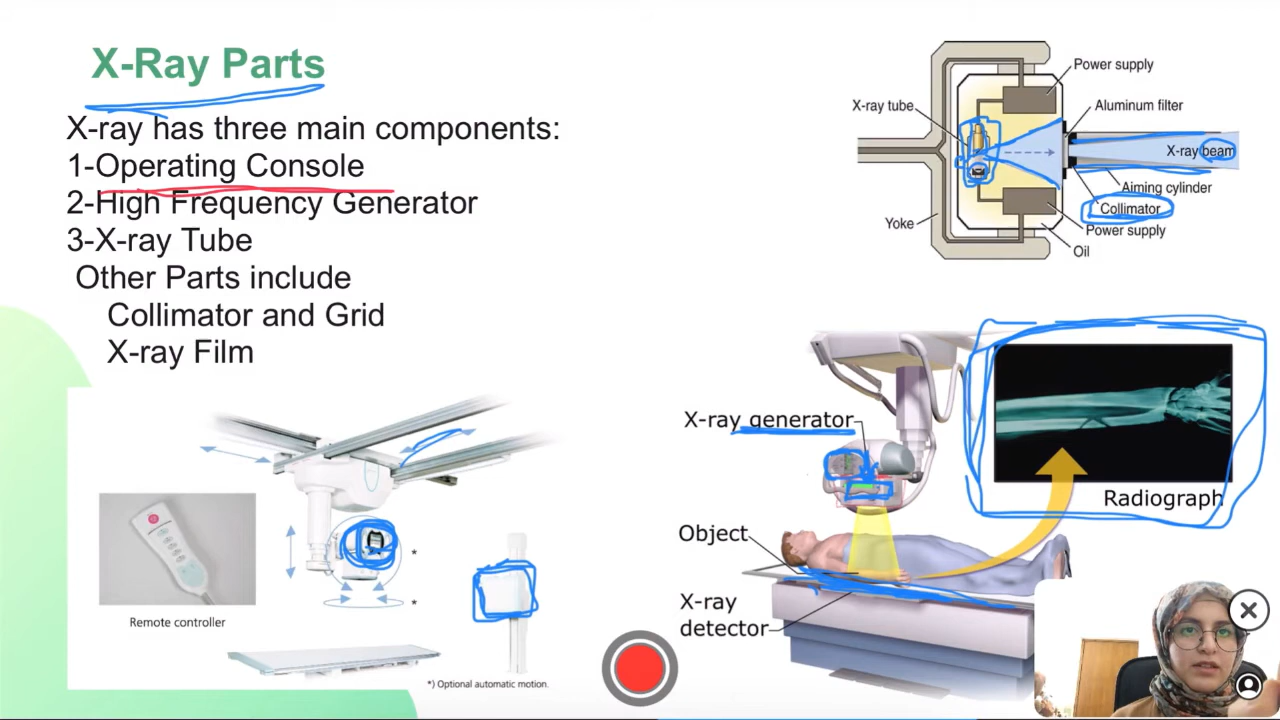 X-Ray Parts
X-ray has three main components:
1-Operating Console
2-High Frequency Generator
3-X-ray Tube
Other Parts include
Collimator and Grid
X-ray Film
Remote controller
*
*
*) Optional automatic motion.
Power supply
X-ray tube
Aluminum filter
X-ray beam
Aiming cylinder
Collimator
Power supply
Yoke
Oil
X-ray generator
Radiograph
Object
X-ray
detector